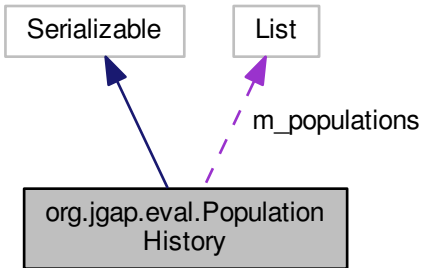 Serializable
List
m_populations
org.jgap.eval.Population
History